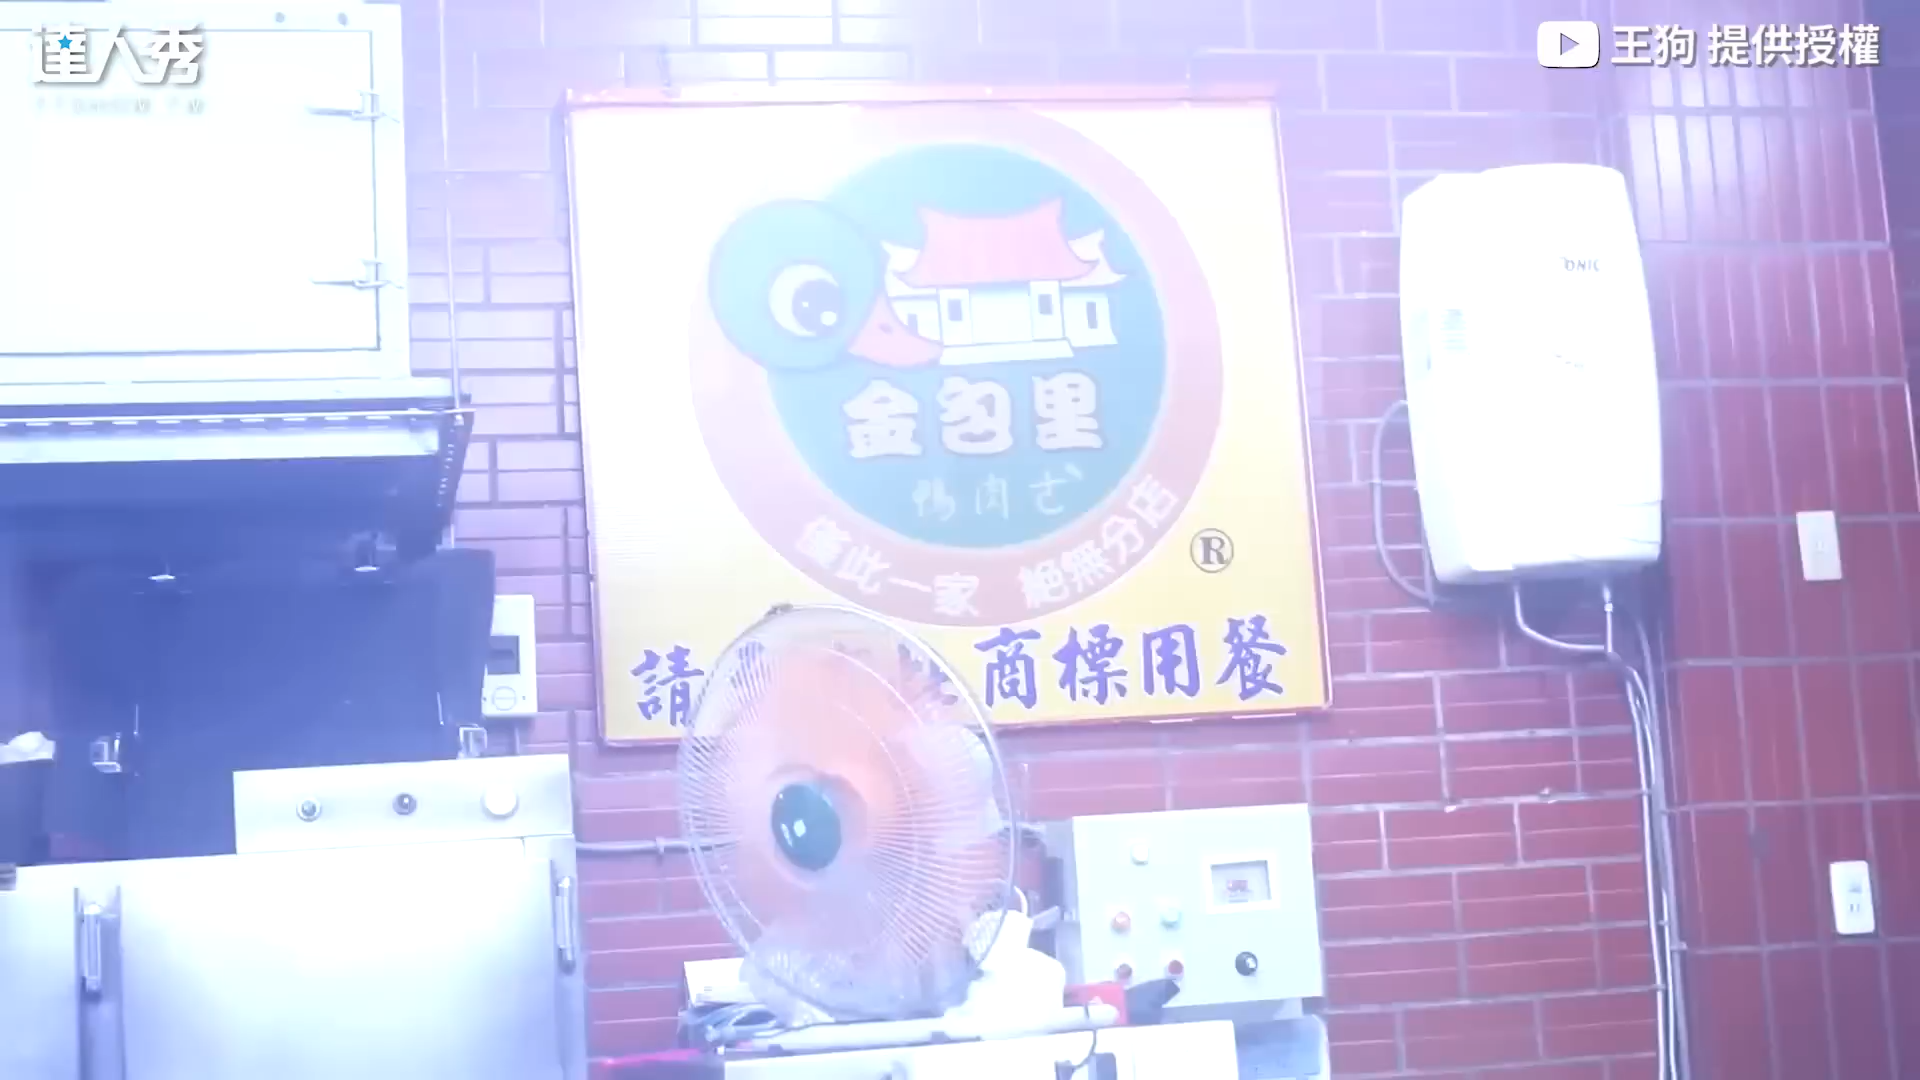 達人秀
王狗 提供授權
金包里
鴨肉
僅此一家 絕無分店
®
請
商標用餐